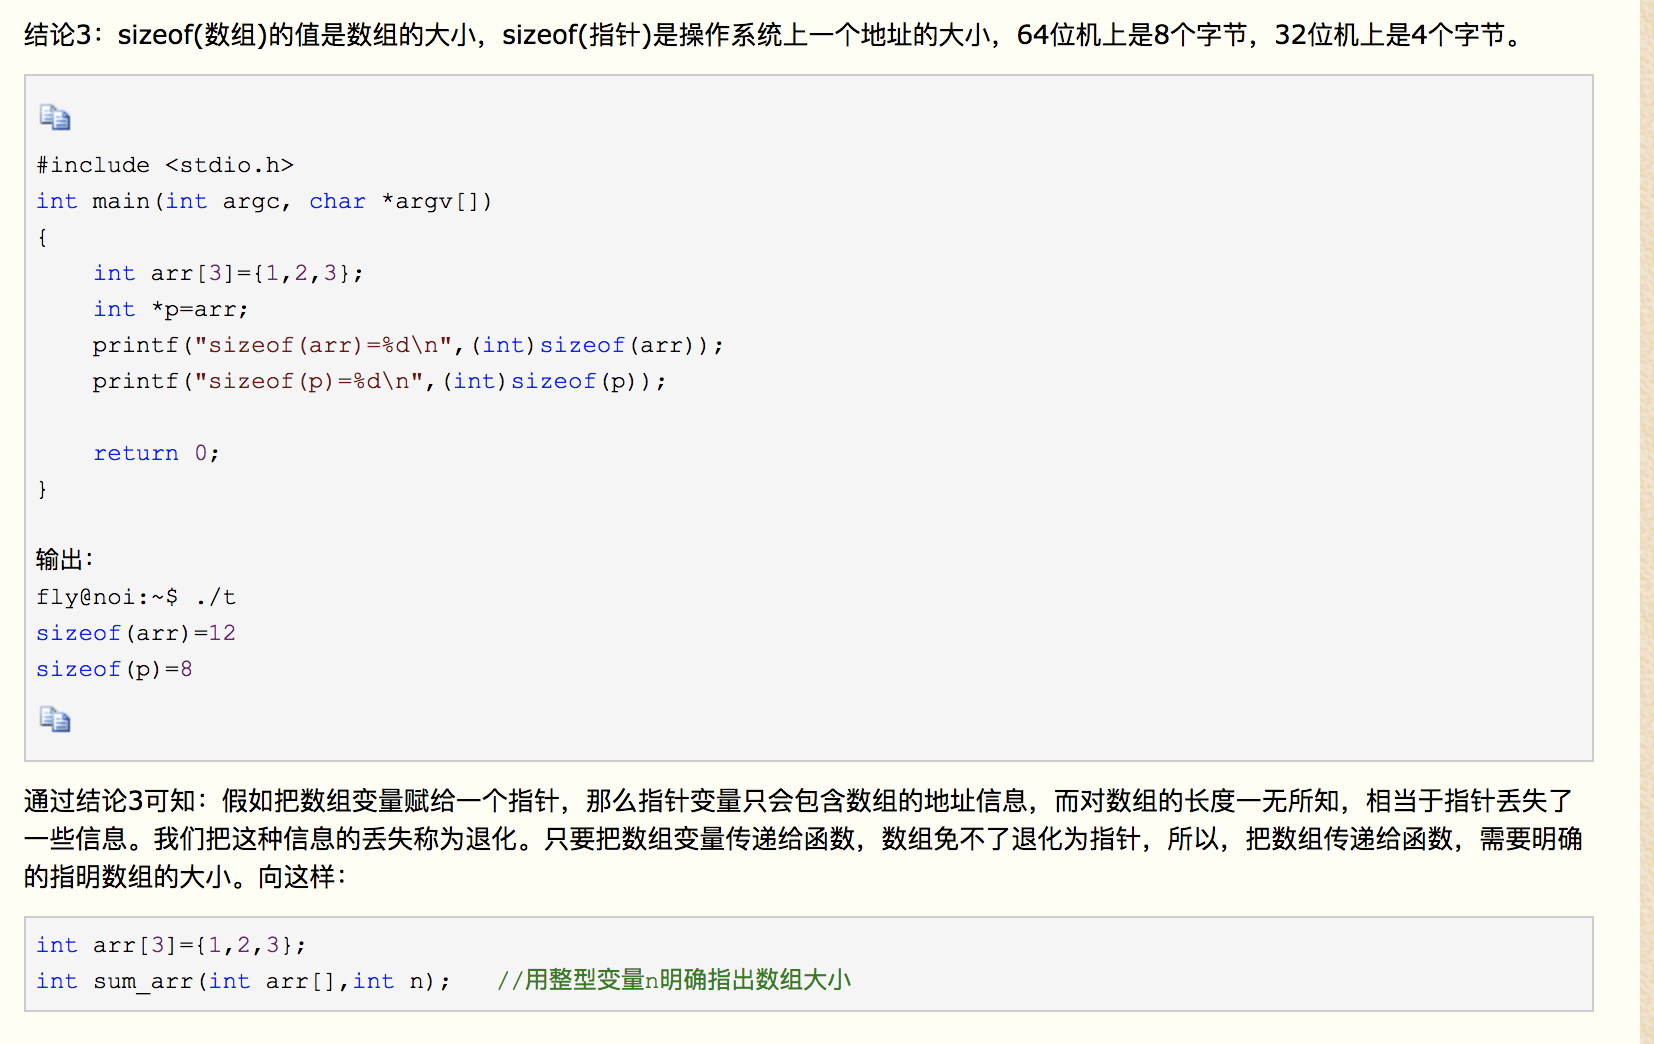 结论3：sizeof(数组)的值是数组的大小，sizeof(指针)是操作系统上一个地址的大小，64位机上是8个字节，32位机上是4个字节。
#include <stdio.h>
int main(int argc, char *argv[])
{
    int arr[3]={1,2,3};
    int *p=arr;
    printf("sizeof(arr)=%d\n",(int)sizeof(arr));
    printf("sizeof(p)=%d\n",(int)sizeof(p));
    return 0;
}
输出：
fly@noi:~$ ./t
sizeof(arr)=12
sizeof(p)=8
通过结论3可知：假如把数组变量赋给一个指针，那么指针变量只会包含数组的地址信息，而对数组的长度一无所知，相当于指针丢失了
一些信息。我们把这种信息的丢失称为退化。只要把数组变量传递给函数，数组免不了退化为指针，所以，把数组传递给函数，需要明确
的指明数组的大小。向这样：
int arr[3]={1,2,3};
int sum_arr(int arr[],int n);   //用整型变量n明确指出数组大小